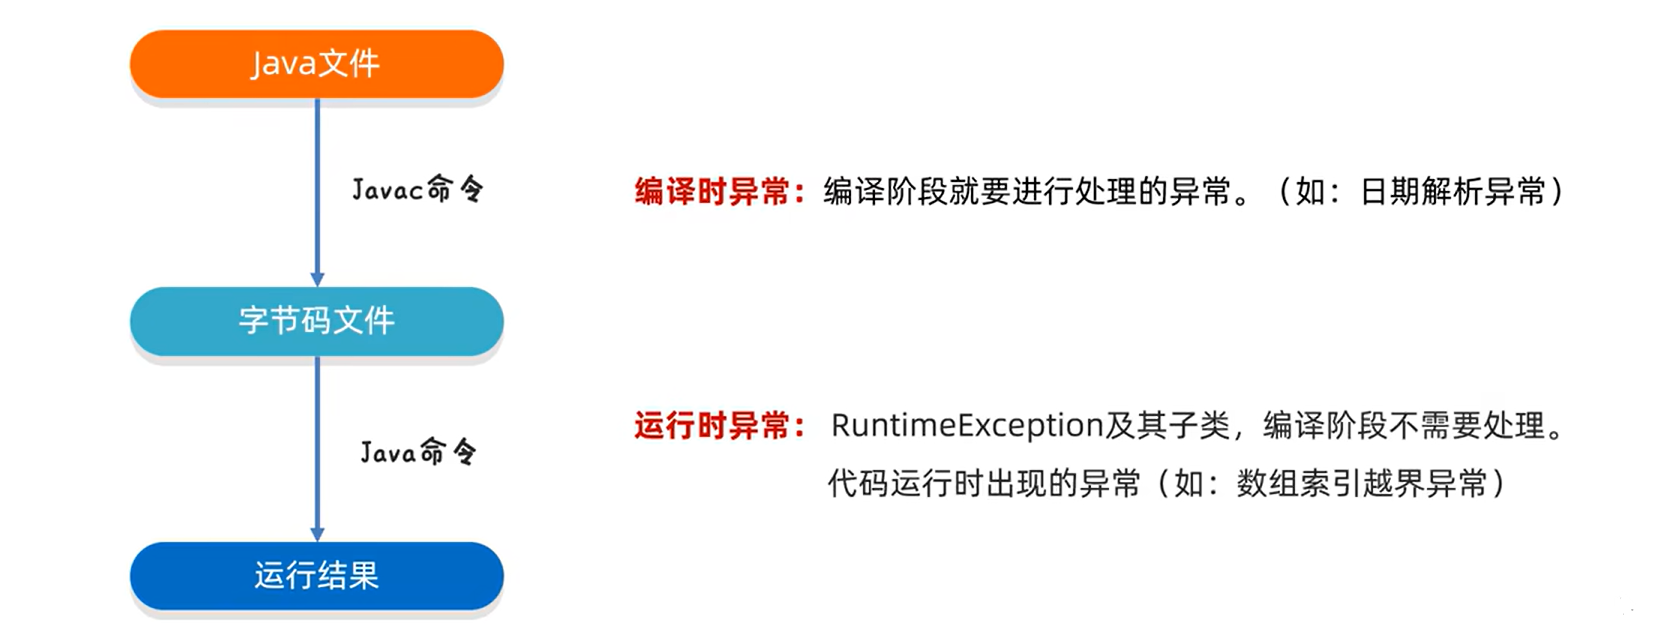 Java文件
Javac命令
编译时异常：编译阶段就要进行处理的异常。（如：日期解析异常）
字节码文件
运行时异常： RuntimeException及其子类，编译阶段不需要处理。
Java命令
代码运行时出现的异常（如：数组索引越界异常）
运行结果